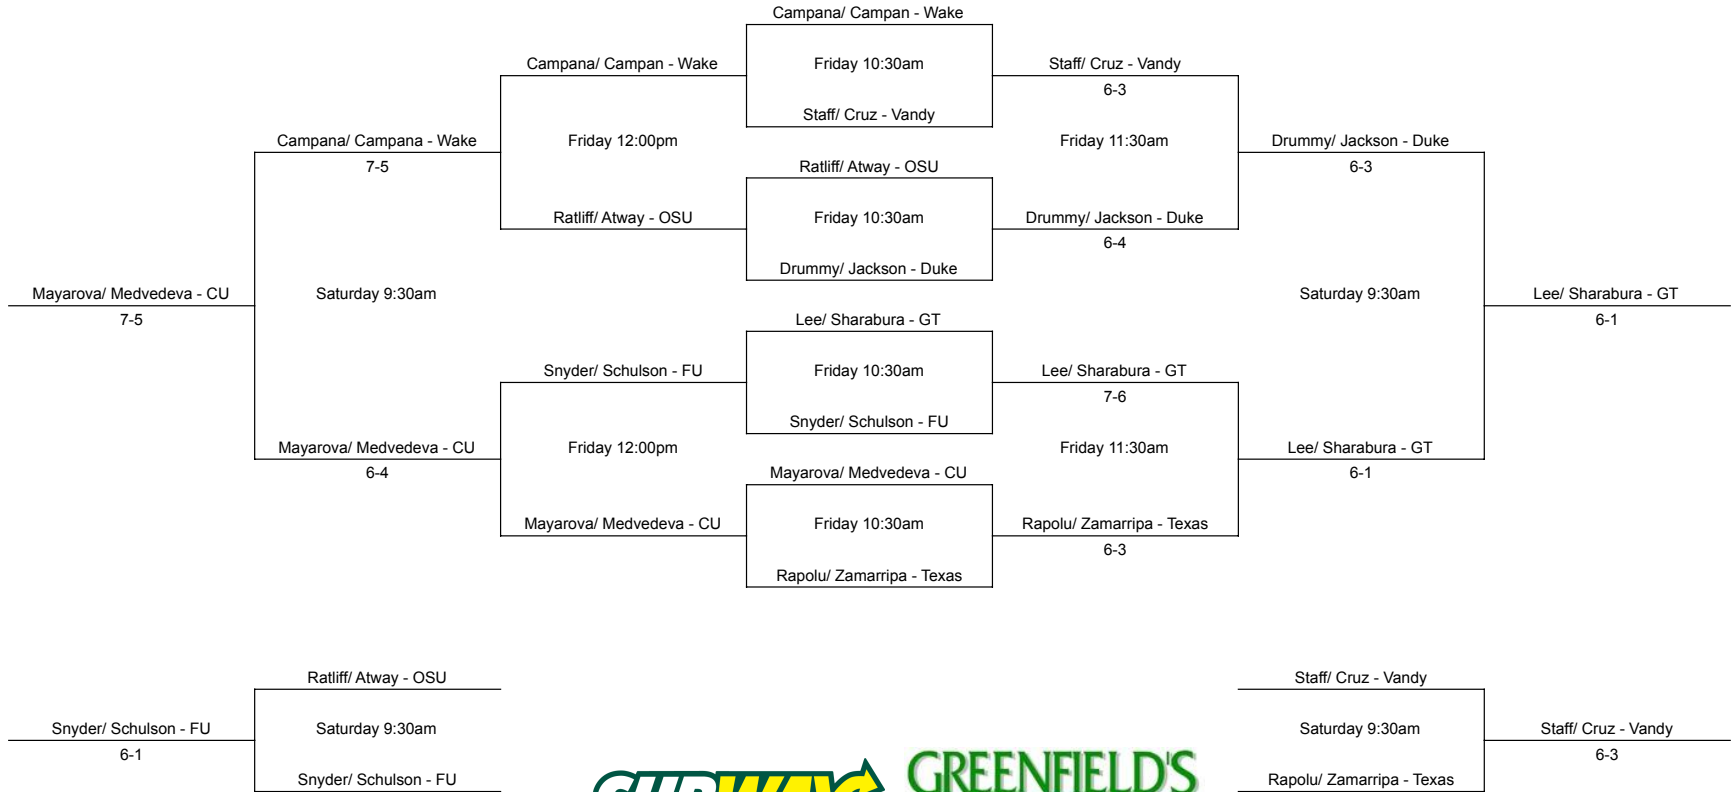 Campana/ Campan - Wake
Campana/ Campan - Wake
Friday 10:30am
Staff/ Cruz - Vandy
6-3
Staff/ Cruz - Vandy
Campana/ Campana - Wake
7-5
Friday 12:00pm
Friday 11:30am
Drummy/ Jackson - Duke
6-3
Ratliff/ Atway - OSU
Ratliff/ Atway - OSU
Friday 10:30am
Drummy/ Jackson - Duke
6-4
Drummy/ Jackson - Duke
Mayarova/ Medvedeva - CU
7-5
Saturday 9:30am
Saturday 9:30am
Lee/ Sharabura - GT
6-1
Lee/ Sharabura - GT
Snyder/ Schulson - FU
Friday 10:30am
Lee/ Sharabura - GT
7-6
Snyder/ Schulson - FU
Mayarova/ Medvedeva - CU
6-4
Friday 12:00pm
Friday 11:30am
Lee/ Sharabura - GT
6-1
Mayarova/ Medvedeva - CU
Mayarova/ Medvedeva - CU
Friday 10:30am
Rapolu/ Zamarripa - Texas
6-3
Rapolu/ Zamarripa - Texas
Ratliff/ Atway - OSU
Staff/ Cruz - Vandy
Snyder/ Schulson - FU
6-1
Saturday 9:30am
Saturday 9:30am
Staff/ Cruz - Vandy
6-3
Snyder/ Schulson - FU
SUBWAY
GREENFIELD'S
Rapolu/ Zamarripa - Texas